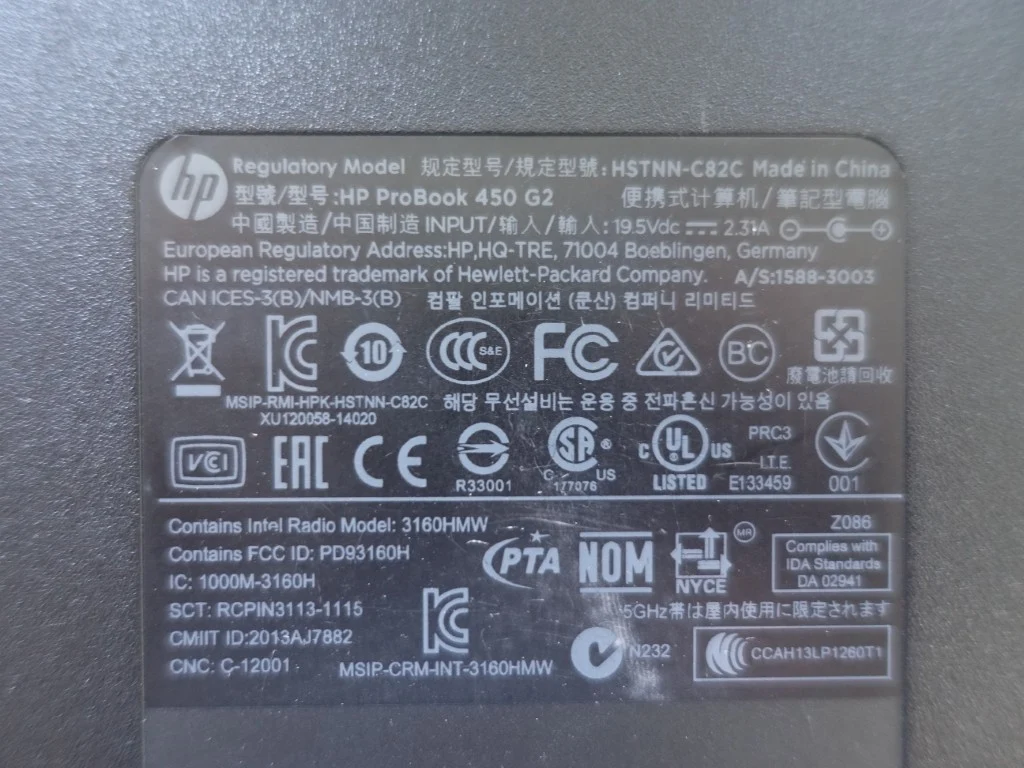 hp
Regulatory Model 规定型号/規定型號: HSTNN-C82C Made in China
型號/型号:HP ProBook 450 G2 便携式计算机/筆記型電腦
中國製造/中国制造 INPUT/输入/輸入: 19.5Vdc 2.31A
European Regulatory Address:HP,HQ-TRE, 71004 Boeblingen, Germany
HP is a registered trademark of Hewlett-Packard Company. A/S:1588-3003
CAN ICES-3(B)/NMB-3(B) 컴팔 인포메이션 (쿤산) 컴퍼니 리미티드
10 CCC S&E FC BC
廢電池請回收
MSIP-RMI-HPK-HSTNN-C82C 해당 무선설비는 운용 중 전파혼신 가능성이 있음
XU120058-14020
VCI EAC CE R33001 SA ® C US 177076 c UL US LISTED PRC3 I.T.E. E133459 001
Contains Intel Radio Model: 3160HMW
Contains FCC ID: PD93160H
IC: 1000M-3160H
SCT: RCPIN3113-1115
CMIIT ID:2013AJ7882
CNC: C-12001
MSIP-CRM-INT-3160HMW
PTA NOM NYCE MR
Z086
Complies with
IDA Standards
DA 02941
5GHz帯は屋内使用に限定されます
N232
CCAH13LP1260T1